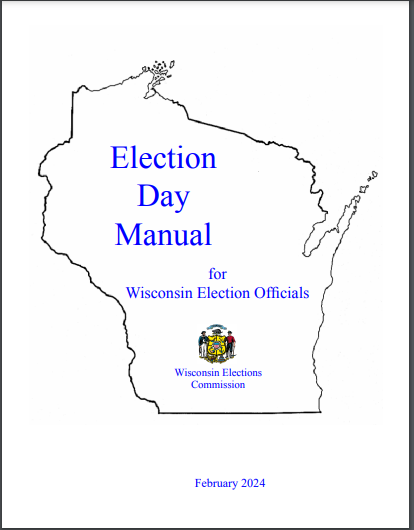 Election
Day
Manual
for
Wisconsin Election Officials
Wisconsin Elections
Commission
February 2024